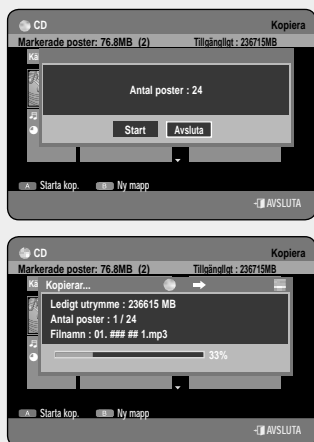 CD Kopiera
Markerade poster: 76.8MB (2) Tillgängligt : 236715MB
Kä
Antal poster : 24
Start Avsluta
A Starta kop. B Ny mapp
AVSLUTA
CD Kopiera
Markerade poster: 76.8MB (2) Tillgängligt : 236715MB
Kä Kopierar...
Ledigt utrymme : 236615 MB
Antal poster : 1 / 24
Filnamn : 01. ### ## 1.mp3
33%
A Starta kop. B Ny mapp
AVSLUTA